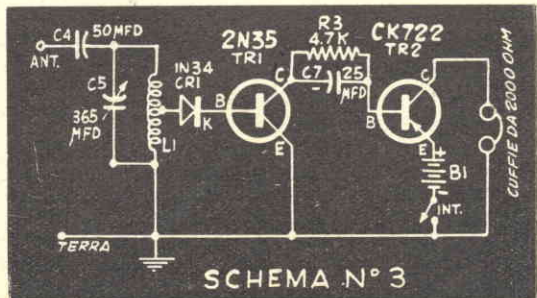 C4 50MFD
ANT.
C5
365
MFD
L1
1N34
CR1
K
2N35
TR1
B
C
E
R3
4.7K
C7 25
- MFD
CK722
TR2
B
C
E
+
B1
-
INT.
CUFFIE DA 2000 OHM
TERRA
SCHEMA N° 3